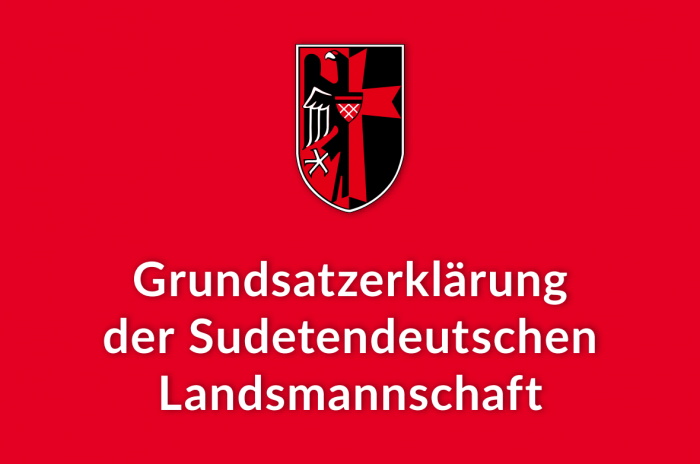 Grundsatzerklärung
der Sudetendeutschen
Landsmannschaft